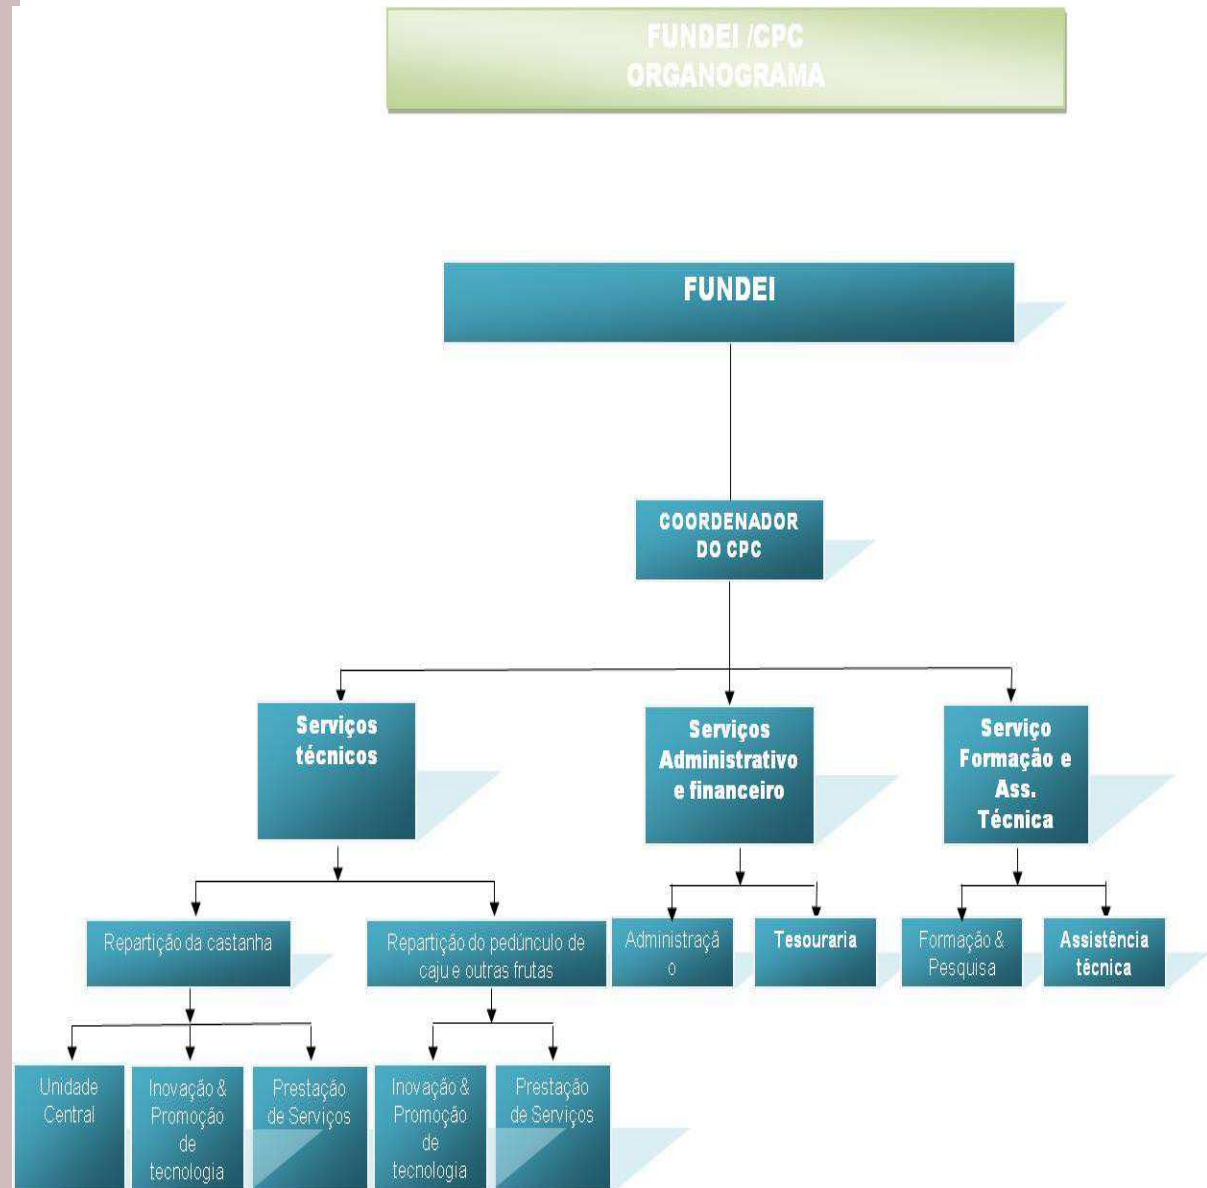 FUNDEI /CPC
ORGANOGRAMA
FUNDEI
COORDENADOR
DO CPC
Serviços
técnicos
Serviços
Administrativo
e financeiro
Serviço
Formação e
Ass.
Técnica
Repartição da castanha
Repartição do pedúnculo de
caju e outras frutas
Administraçã
o
Tesouraria
Formação &
Pesquisa
Assistência
técnica
Unidade
Central
Inovação &
Promoção
de
tecnologia
Prestação
de Serviços
Inovação &
Promoção
de
tecnologia
Prestação
de Serviços